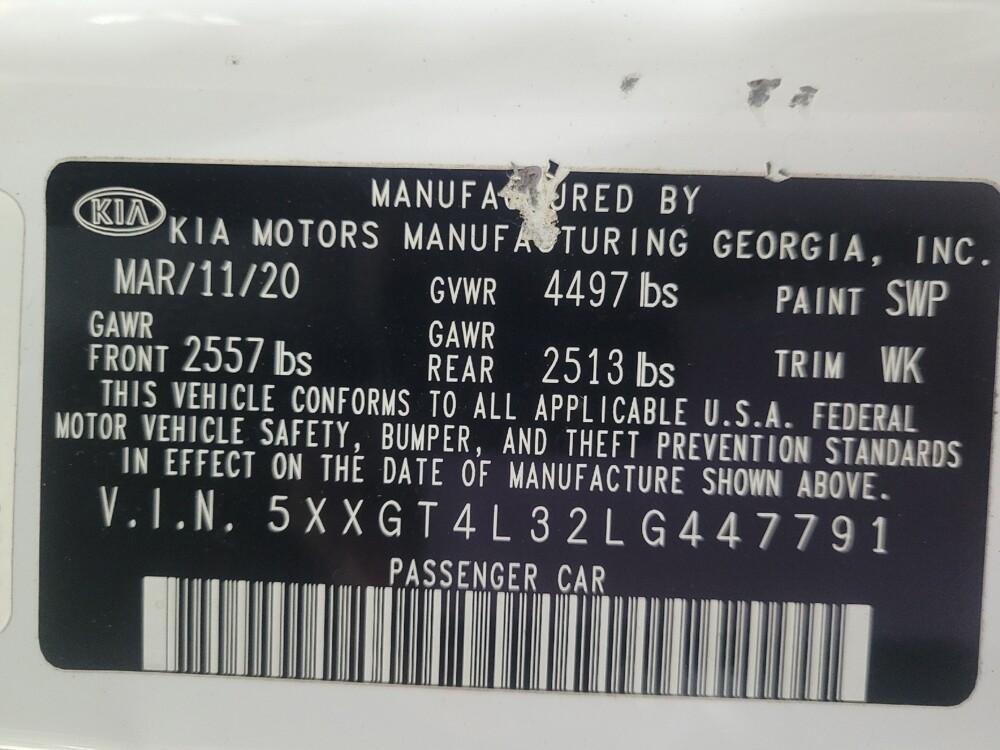 KIA
MANUFACTURED BY
KIA MOTORS MANUFACTURING GEORGIA, INC.
MAR/11/20 GVWR 4497 lbs PAINT SWP
GAWR FRONT 2557 lbs GAWR REAR 2513 lbs TRIM WK
THIS VEHICLE CONFORMS TO ALL APPLICABLE U.S.A. FEDERAL
MOTOR VEHICLE SAFETY, BUMPER, AND THEFT PREVENTION STANDARDS
IN EFFECT ON THE DATE OF MANUFACTURE SHOWN ABOVE.
V.I.N. 5XXGT4L32LG447791
PASSENGER CAR